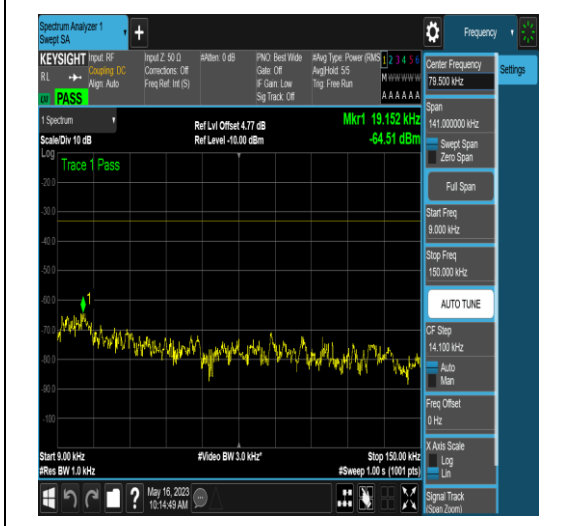 Spectrum Analyzer 1
Swept SA
+
Frequency
KEYSIGHT
RL
Input: RF
Coupling: DC
Align: Auto
Input Z: 50 Ω
Corrections: Off
Freq Ref: Int (S)
#Atten: 0 dB
PNO: Best Wide
Gate: Off
IF Gain: Low
Sig Track: Off
#Avg Type: Power (RMS
Avg|Hold: 5/5
Trig: Free Run
1 2 3 4 5 6
M W W W W W
A A A A A A
PASS
1 Spectrum
Scale/Div 10 dB
Ref Lvl Offset 4.77 dB
Ref Level -10.00 dBm
Mkr1 19.152 kHz
-64.51 dBm
Log
Trace 1 Pass
-20.0
-30.0
-40.0
-50.0
-60.0
1
-70.0
-80.0
-90.0
-100
Start 9.00 kHz
#Res BW 1.0 kHz
#Video BW 3.0 kHz*
Stop 150.00 kHz
#Sweep 1.00 s (1001 pts)
?
May 16, 2023
10:14:49 AM
Center Frequency
79.500 kHz
Settings
Span
141.000000 kHz
Swept Span
Zero Span
Full Span
Start Freq
9.000 kHz
Stop Freq
150.000 kHz
AUTO TUNE
CF Step
14.100 kHz
Auto
Man
Freq Offset
0 Hz
X Axis Scale
Log
Lin
Signal Track
(Span Zoom)